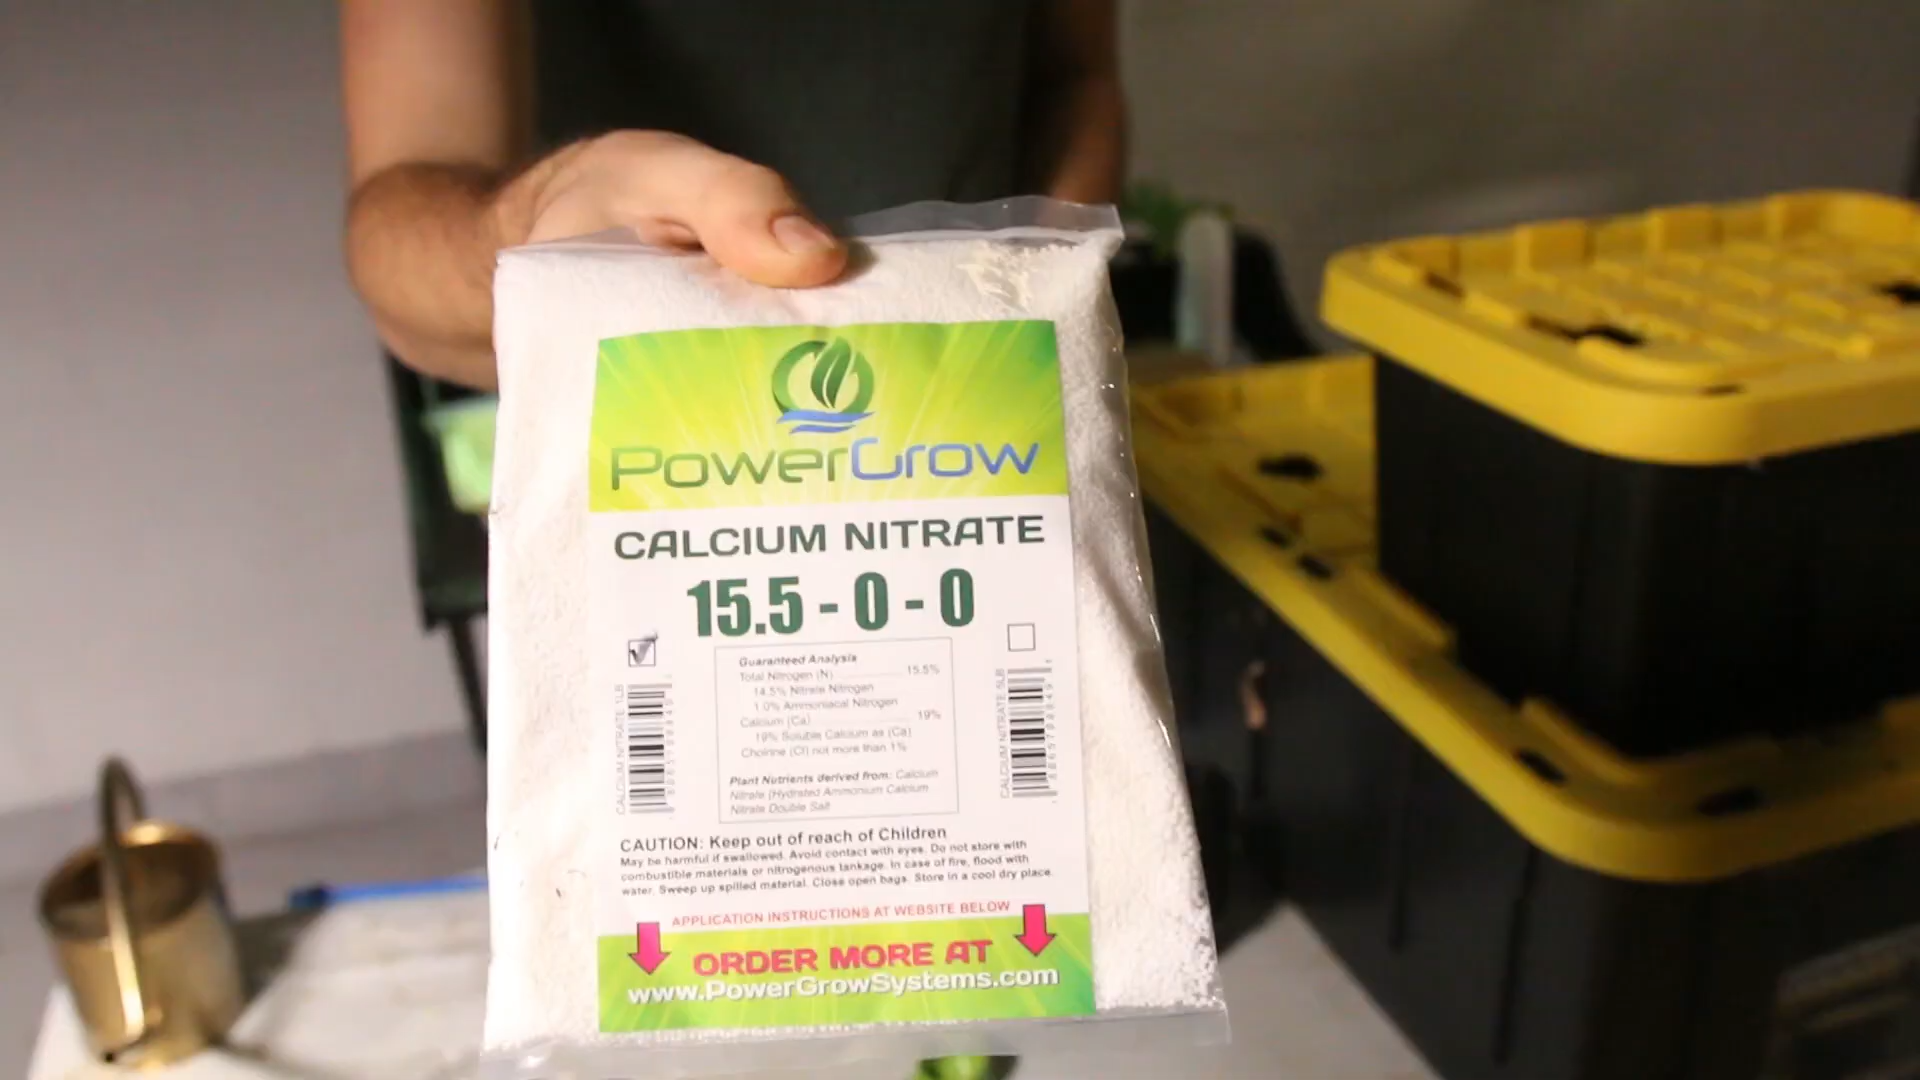 PowerGrow
CALCIUM NITRATE
15.5 - 0 - 0
Guaranteed Analysis
Total Nitrogen (N) 15.5%
14.5% Nitrate Nitrogen
1.0% Ammoniacal Nitrogen
Calcium (Ca) 19%
19% Soluble Calcium as (Ca)
Cholrine (Cl) not more than 1%
Plant Nutrients derived from: Calcium
Nitrate (Hydrated Ammonium Calcium
Nitrate Double Salt
CALCIUM NITRATE 1LB
CALCIUM NITRATE 5LB
CAUTION: Keep out of reach of Children
May be harmful if swallowed. Avoid contact with eyes. Do not store with
combustible materials or nitrogenous tankage. In case of fire, flood with
water. Sweep up spilled material. Close open bags. Store in a cool dry place.
APPLICATION INSTRUCTIONS AT WEBSITE BELOW
ORDER MORE AT
www.PowerGrowSystems.com